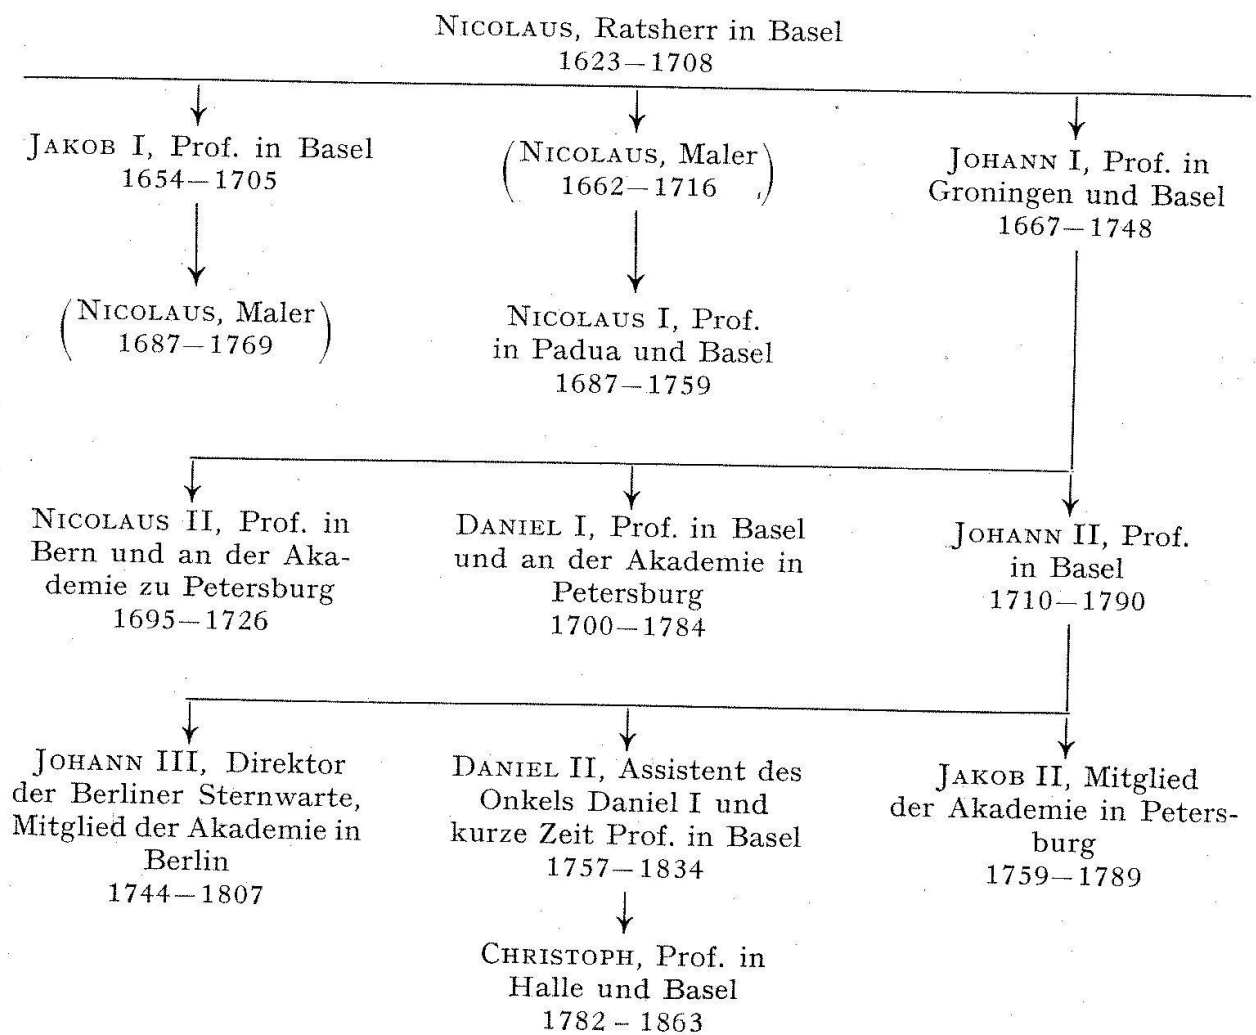 NICOLAUS, Ratsherr in Basel
1623—1708
JAKOB I, Prof. in Basel
1654—1705
(NICOLAUS, Maler)
1662—1716
JOHANN I, Prof. in
Groningen und Basel
1667—1748
(NICOLAUS, Maler)
1687—1769
NICOLAUS I, Prof.
in Padua und Basel
1687—1759
NICOLAUS II, Prof. in
Bern und an der Aka-
demie zu Petersburg
1695—1726
DANIEL I, Prof. in Basel
und an der Akademie in
Petersburg
1700—1784
JOHANN II, Prof.
in Basel
1710—1790
JOHANN III, Direktor
der Berliner Sternwarte,
Mitglied der Akademie in
Berlin
1744—1807
DANIEL II, Assistent des
Onkels Daniel I und
kurze Zeit Prof. in Basel
1757—1834
JAKOB II, Mitglied
der Akademie in Peters-
burg
1759—1789
CHRISTOPH, Prof. in
Halle und Basel
1782–1863